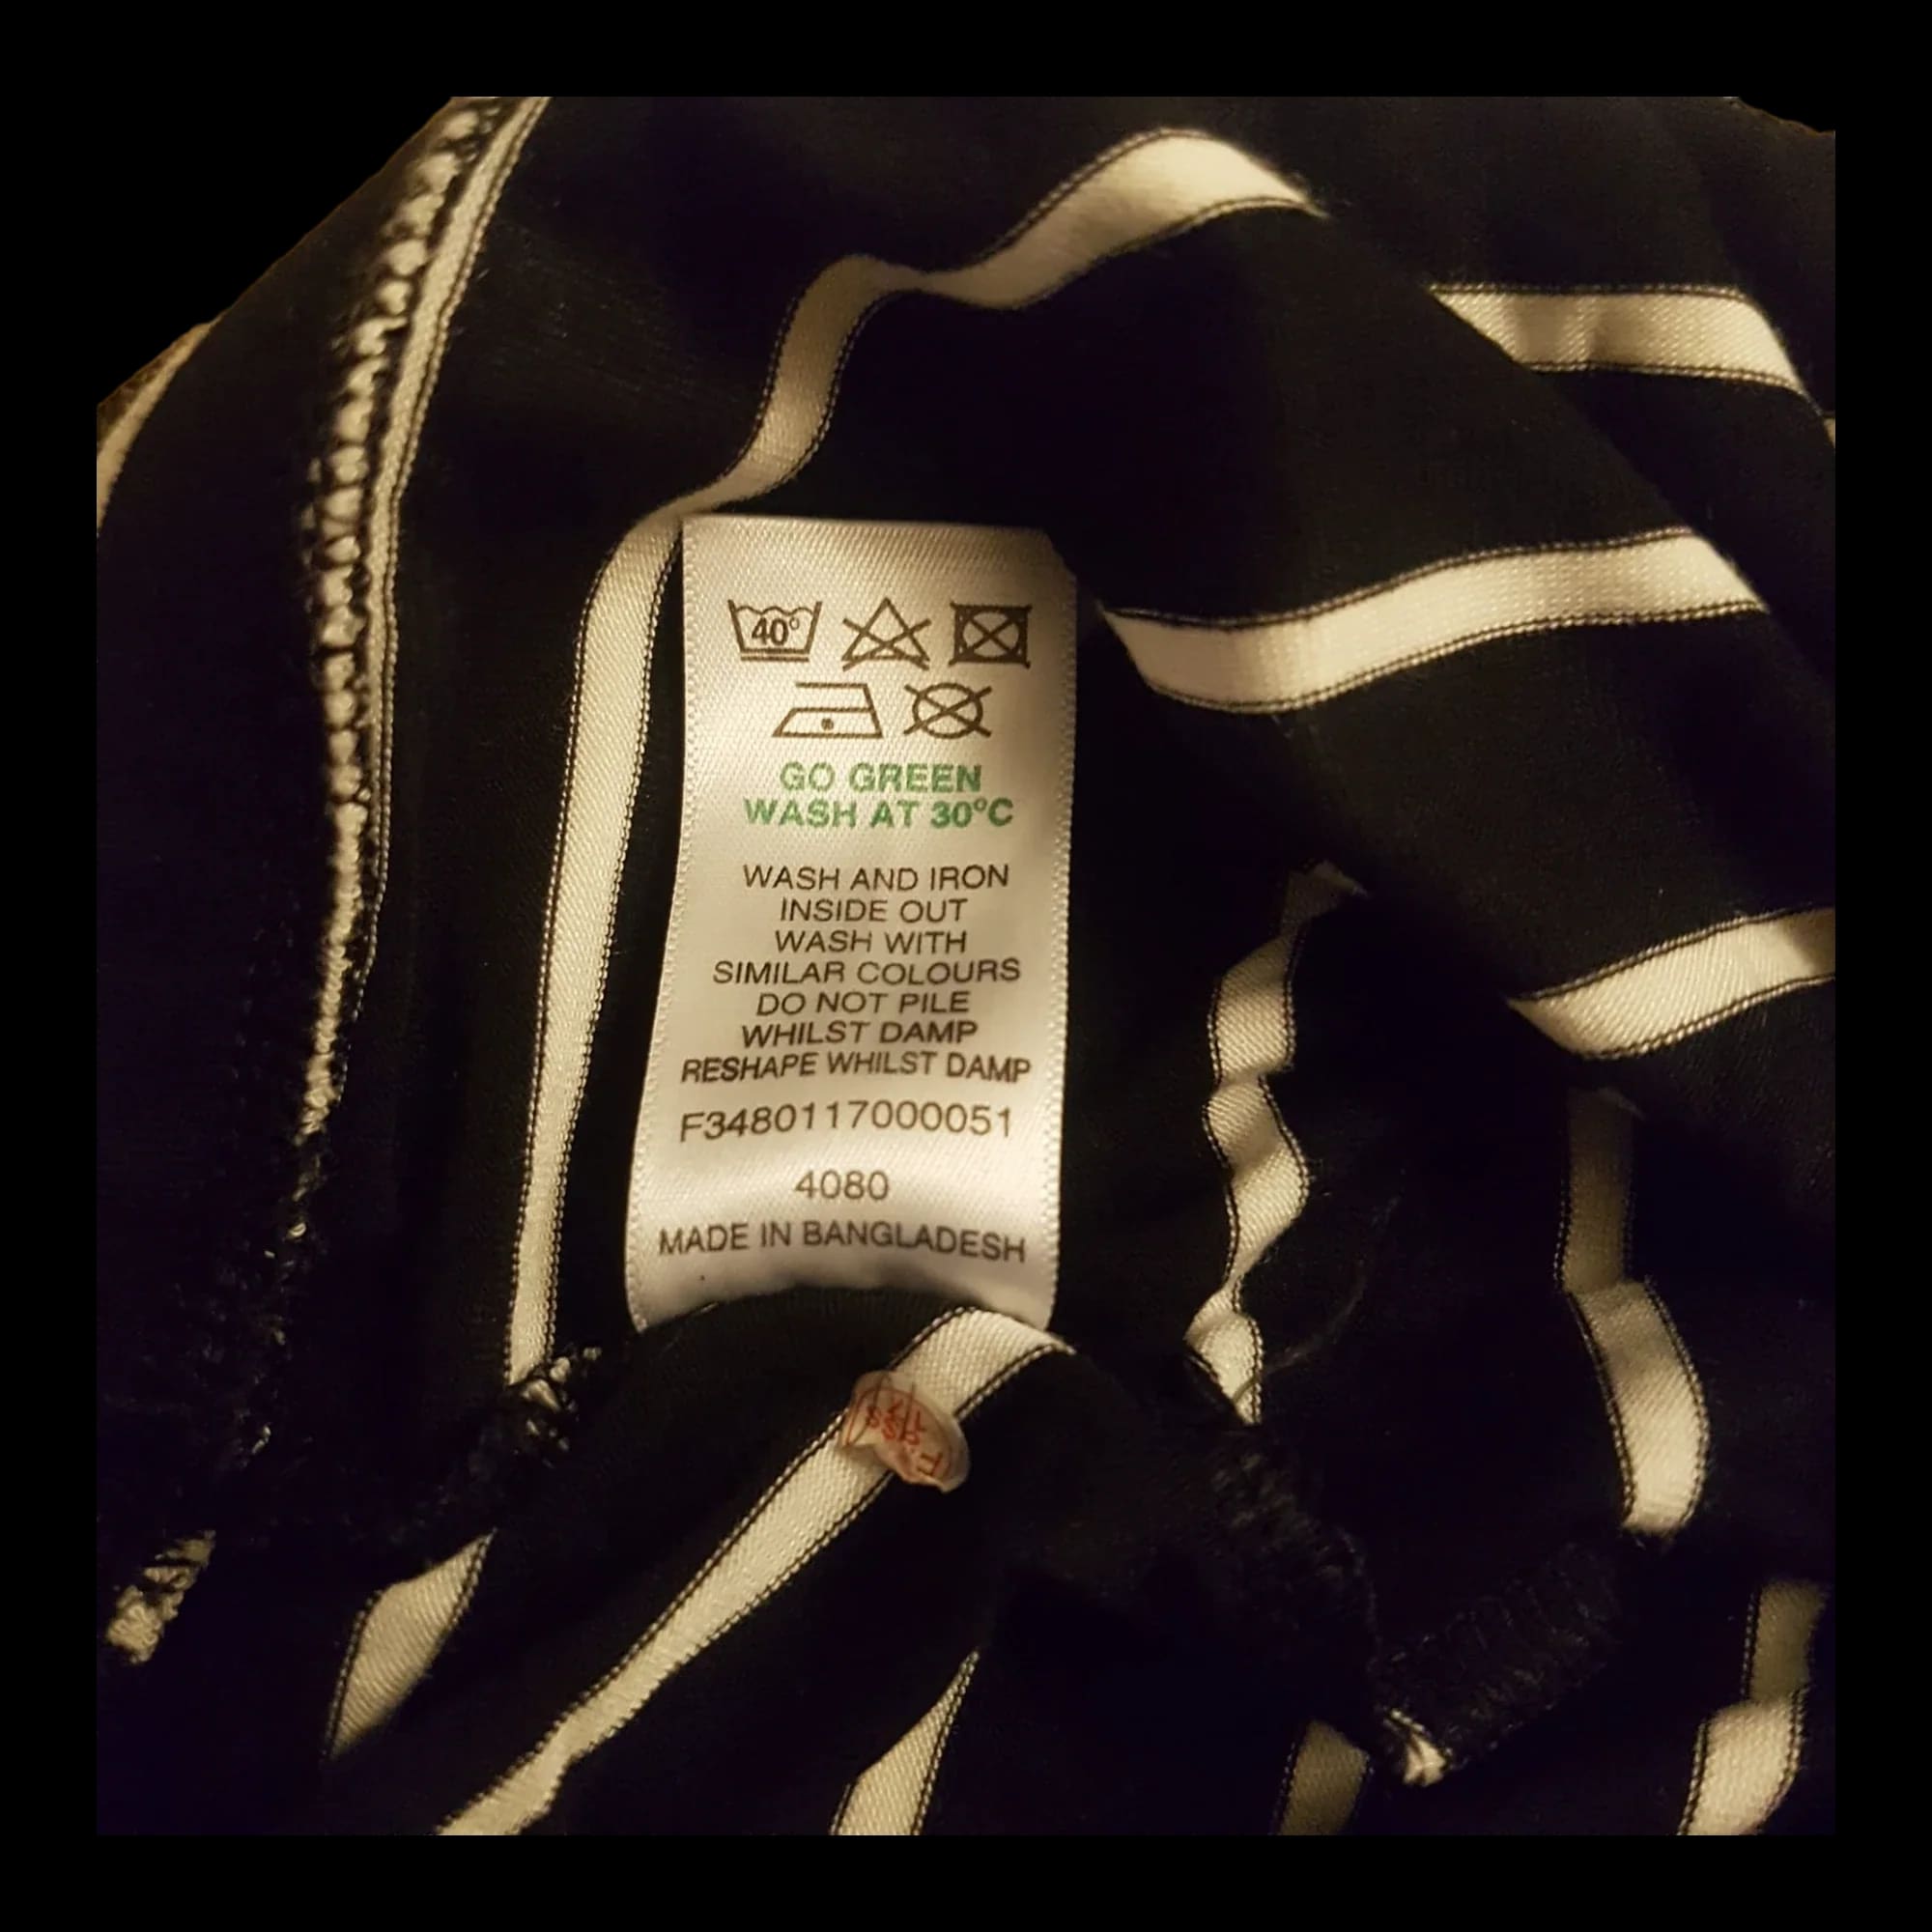 40°
GO GREEN
WASH AT 30°C
WASH AND IRON
INSIDE OUT
WASH WITH
SIMILAR COLOURS
DO NOT PILE
WHILST DAMP
RESHAPE WHILST DAMP
F3480117000051
4080
MADE IN BANGLADESH